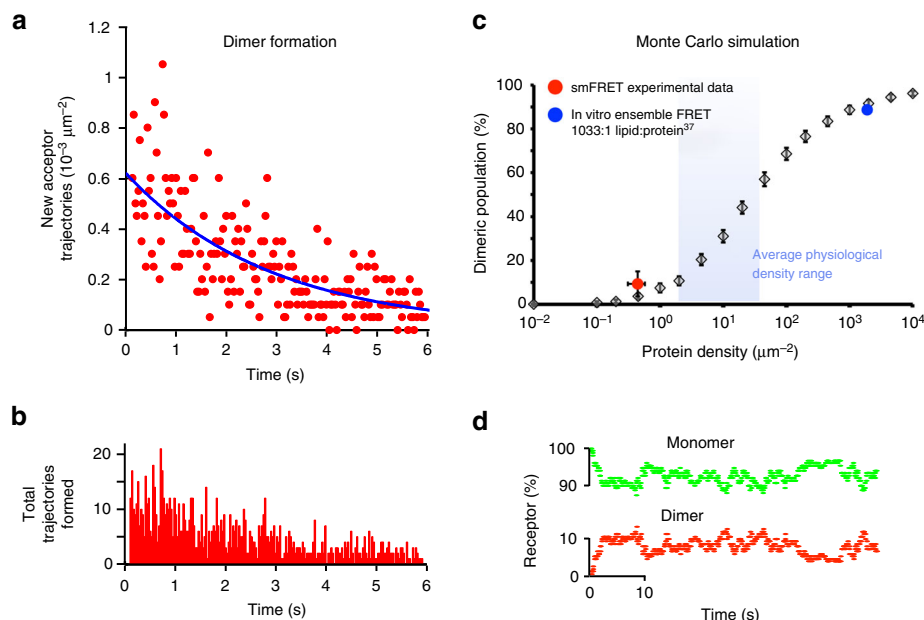 a
Dimer formation
New acceptor
trajectories (10⁻³ μm⁻²)
1.2
1
0.8
0.6
0.4
0.2
0
0 1 2 3 4 5 6
Time (s)
b
Total
trajectories
formed
20
10
0
0 1 2 3 4 5 6
Time (s)
c
Monte Carlo simulation
Dimeric population (%)
100
80
60
40
20
0
smFRET experimental data
In vitro ensemble FRET
1033:1 lipid:protein³⁷
Average physiological
density range
10⁻² 10⁻¹ 10⁰ 10¹ 10² 10³ 10⁴
Protein density (μm⁻²)
d
Receptor (%)
Monomer
100
90
Dimer
10
0
0 10
Time (s)